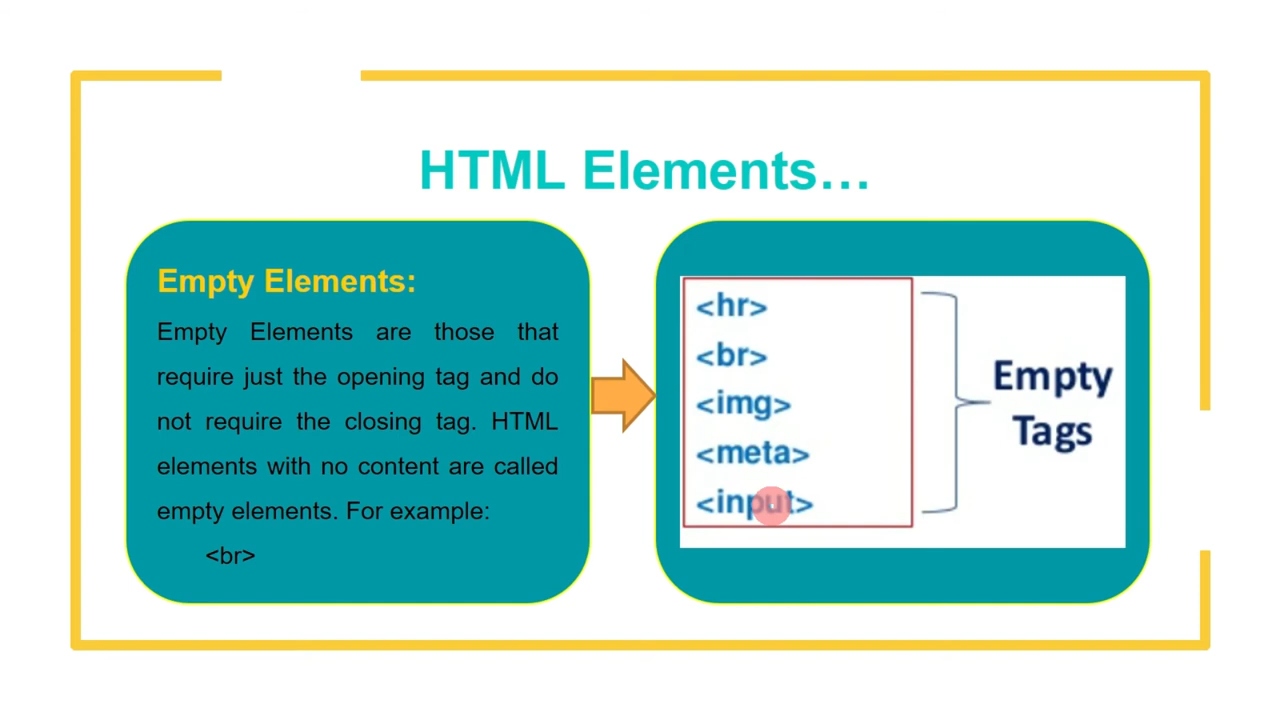 HTML Elements…
Empty Elements:
Empty Elements are those that
require just the opening tag and do
not require the closing tag. HTML
elements with no content are called
empty elements. For example:
<br>
<hr>
<br>
<img>
<meta>
<input>
Empty
Tags